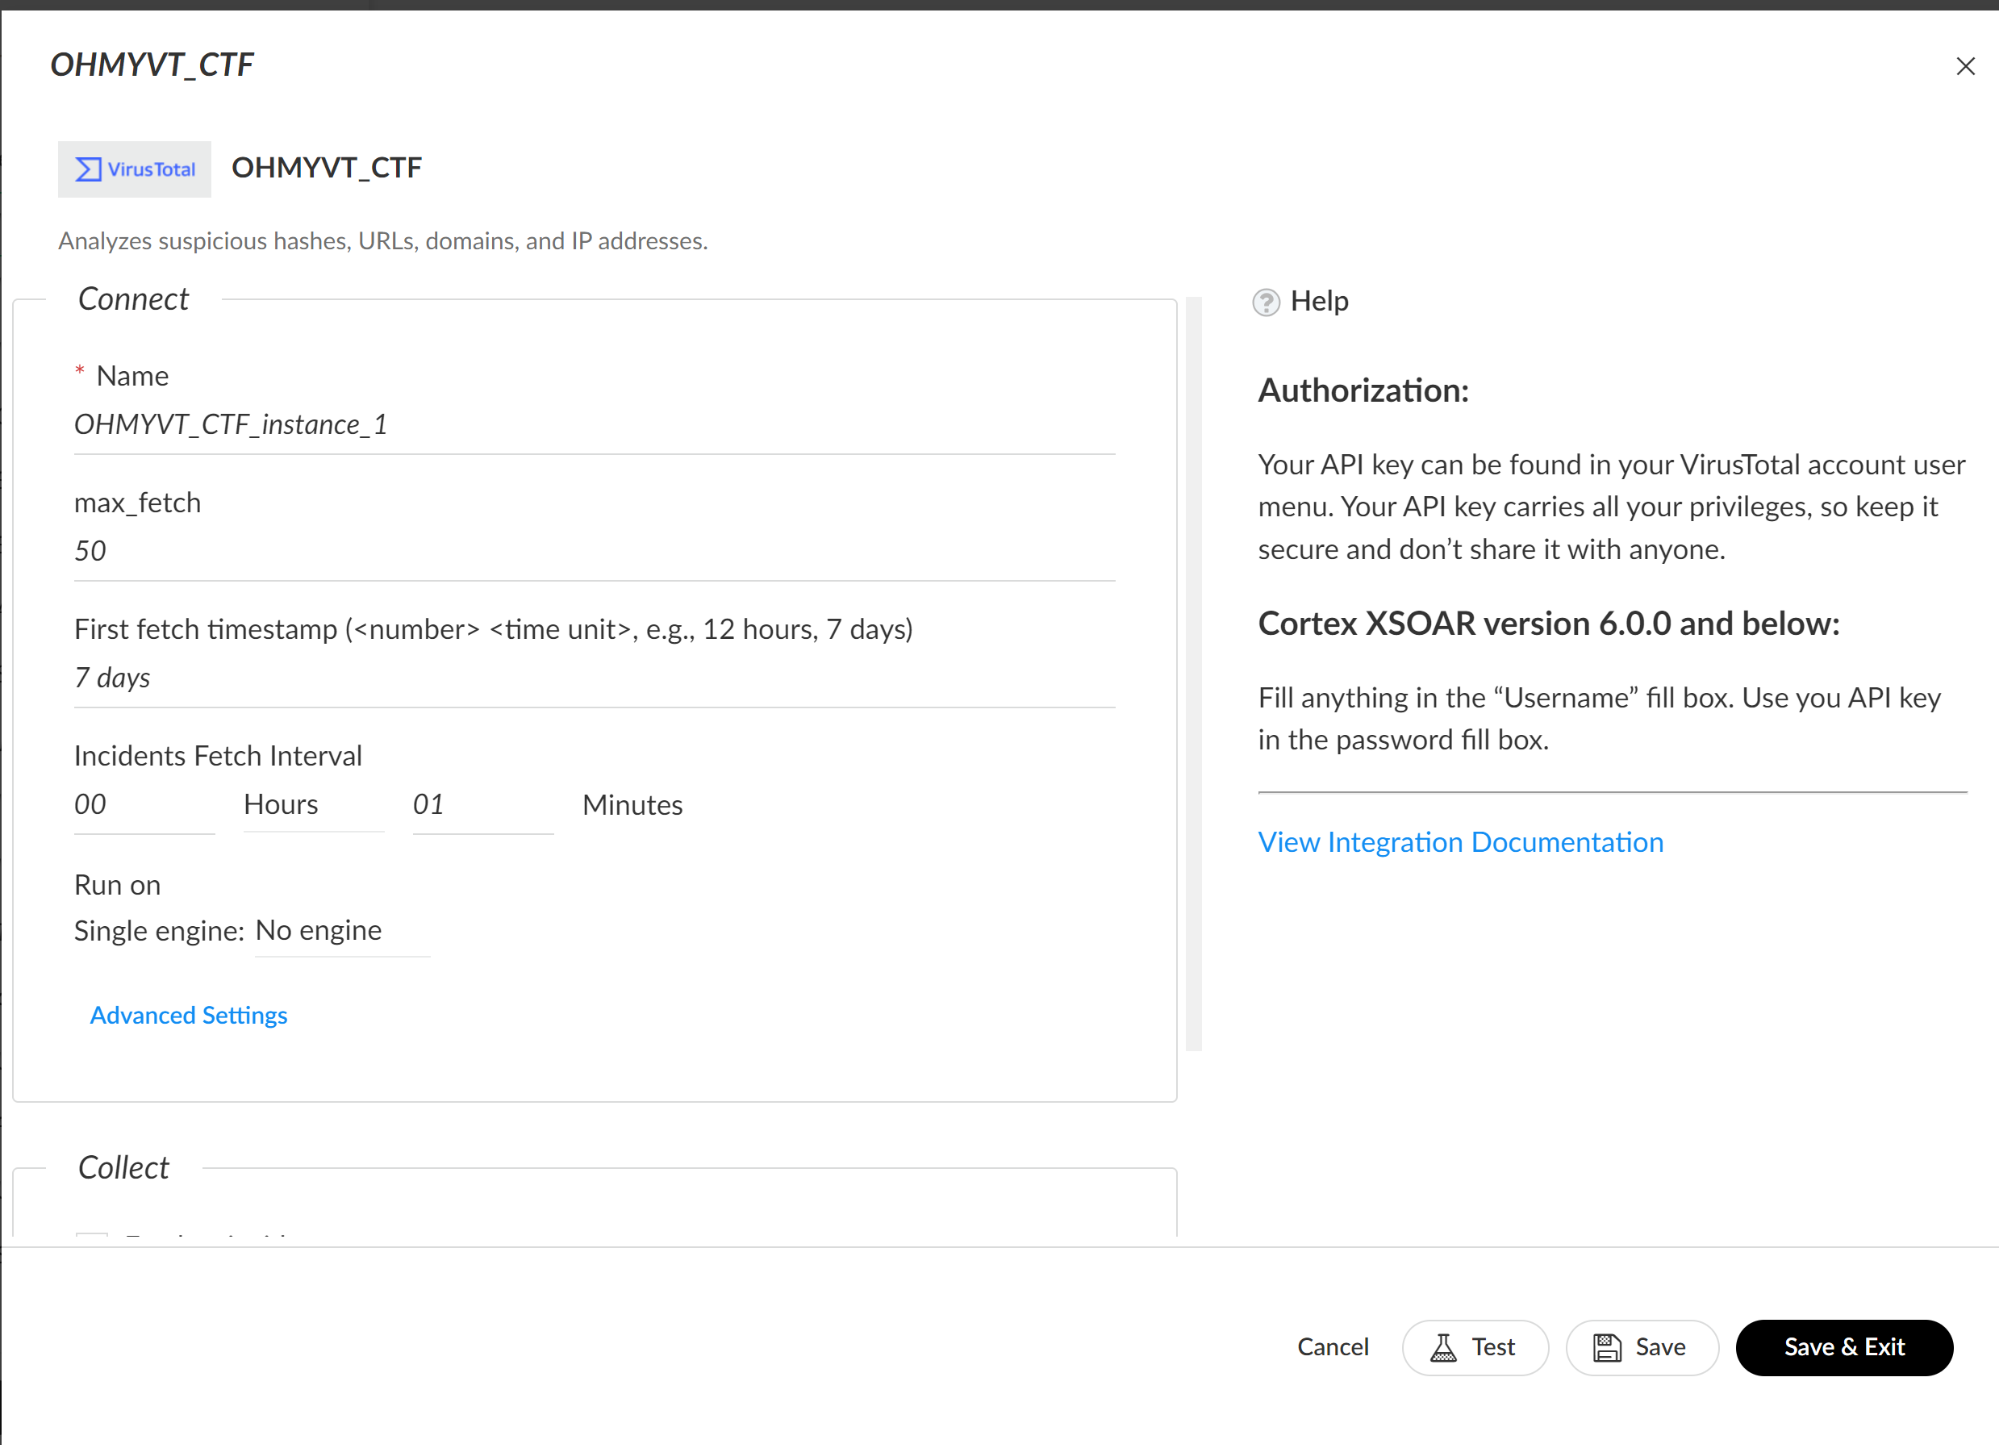 OHMYVT_CTF
VirusTotal
OHMYVT_CTF
Analyzes suspicious hashes, URLs, domains, and IP addresses.
Connect
* Name
OHMYVT_CTF_instance_1
max_fetch
50
First fetch timestamp (<number> <time unit>, e.g., 12 hours, 7 days)
7 days
Incidents Fetch Interval
00 Hours 01 Minutes
Run on
Single engine: No engine
Advanced Settings
Collect
? Help
Authorization:
Your API key can be found in your VirusTotal account user
menu. Your API key carries all your privileges, so keep it
secure and don’t share it with anyone.
Cortex XSOAR version 6.0.0 and below:
Fill anything in the “Username” fill box. Use you API key
in the password fill box.
View Integration Documentation
Cancel
Test
Save
Save & Exit